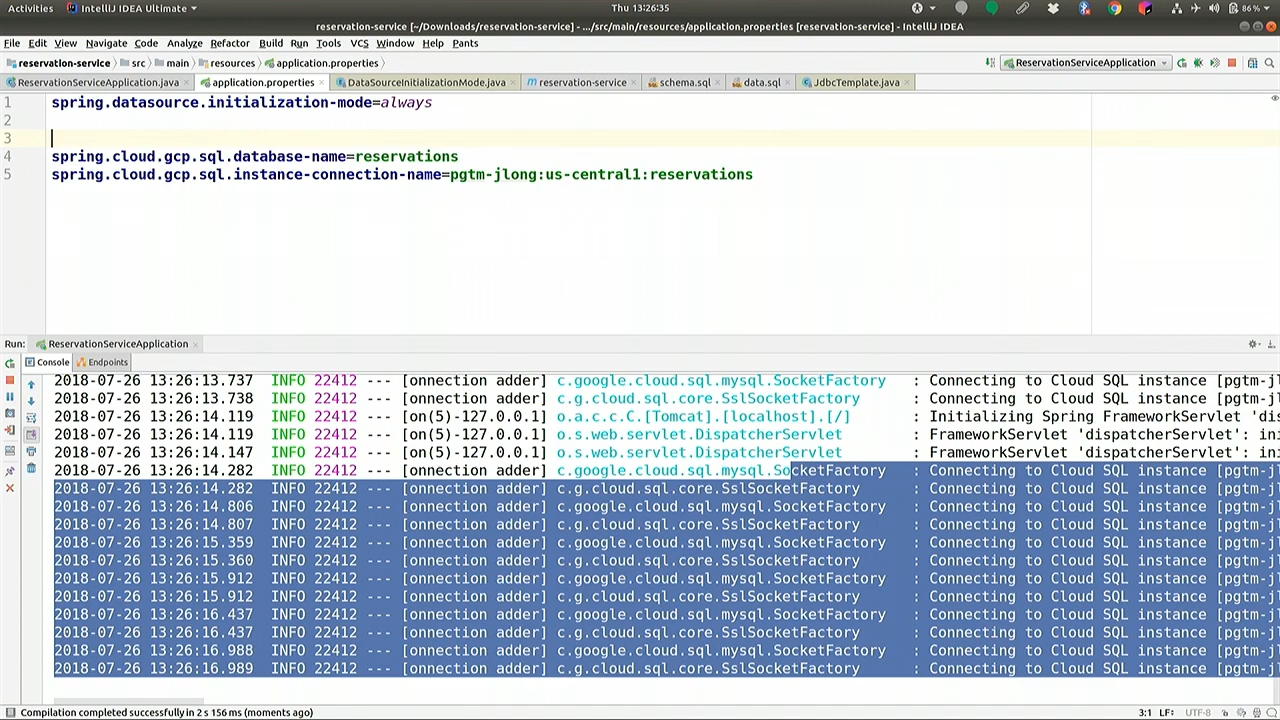 Activities IntelliJ IDEA Ultimate Thu 13:26:35 86%
reservation-service [~/Downloads/reservation-service] - .../src/main/resources/application.properties [reservation-service] - IntelliJ IDEA
File Edit View Navigate Code Analyze Refactor Build Run Tools VCS Window Help Pants
reservation-service src main resources application.properties ReservationServiceApplication
ReservationServiceApplication.java application.properties DataSourceInitializationMode.java reservation-service schema.sql data.sql JdbcTemplate.java
1 spring.datasource.initialization-mode=always
2
3
4 spring.cloud.gcp.sql.database-name=reservations
5 spring.cloud.gcp.sql.instance-connection-name=pgtm-jlong:us-central1:reservations
Run: ReservationServiceApplication
Console Endpoints
2018-07-26 13:26:13.737 INFO 22412 --- [onnection adder] c.google.cloud.sql.mysql.SocketFactory : Connecting to Cloud SQL instance [pgtm-jl
2018-07-26 13:26:13.738 INFO 22412 --- [onnection adder] c.g.cloud.sql.core.SslSocketFactory : Connecting to Cloud SQL instance [pgtm-jl
2018-07-26 13:26:14.119 INFO 22412 --- [on(5)-127.0.0.1] o.a.c.c.C.[Tomcat].[localhost].[/] : Initializing Spring FrameworkServlet 'dis
2018-07-26 13:26:14.119 INFO 22412 --- [on(5)-127.0.0.1] o.s.web.servlet.DispatcherServlet : FrameworkServlet 'dispatcherServlet': ini
2018-07-26 13:26:14.147 INFO 22412 --- [on(5)-127.0.0.1] o.s.web.servlet.DispatcherServlet : FrameworkServlet 'dispatcherServlet': ini
2018-07-26 13:26:14.282 INFO 22412 --- [onnection adder] c.google.cloud.sql.mysql.SocketFactory : Connecting to Cloud SQL instance [pgtm-jl
2018-07-26 13:26:14.282 INFO 22412 --- [onnection adder] c.g.cloud.sql.core.SslSocketFactory : Connecting to Cloud SQL instance [pgtm-jl
2018-07-26 13:26:14.806 INFO 22412 --- [onnection adder] c.google.cloud.sql.mysql.SocketFactory : Connecting to Cloud SQL instance [pgtm-jl
2018-07-26 13:26:14.807 INFO 22412 --- [onnection adder] c.g.cloud.sql.core.SslSocketFactory : Connecting to Cloud SQL instance [pgtm-jl
2018-07-26 13:26:15.359 INFO 22412 --- [onnection adder] c.google.cloud.sql.mysql.SocketFactory : Connecting to Cloud SQL instance [pgtm-jl
2018-07-26 13:26:15.360 INFO 22412 --- [onnection adder] c.g.cloud.sql.core.SslSocketFactory : Connecting to Cloud SQL instance [pgtm-jl
2018-07-26 13:26:15.912 INFO 22412 --- [onnection adder] c.google.cloud.sql.mysql.SocketFactory : Connecting to Cloud SQL instance [pgtm-jl
2018-07-26 13:26:15.912 INFO 22412 --- [onnection adder] c.g.cloud.sql.core.SslSocketFactory : Connecting to Cloud SQL instance [pgtm-jl
2018-07-26 13:26:16.437 INFO 22412 --- [onnection adder] c.google.cloud.sql.mysql.SocketFactory : Connecting to Cloud SQL instance [pgtm-jl
2018-07-26 13:26:16.437 INFO 22412 --- [onnection adder] c.g.cloud.sql.core.SslSocketFactory : Connecting to Cloud SQL instance [pgtm-jl
2018-07-26 13:26:16.988 INFO 22412 --- [onnection adder] c.google.cloud.sql.mysql.SocketFactory : Connecting to Cloud SQL instance [pgtm-jl
2018-07-26 13:26:16.989 INFO 22412 --- [onnection adder] c.g.cloud.sql.core.SslSocketFactory : Connecting to Cloud SQL instance [pgtm-jl
Compilation completed successfully in 2 s 156 ms (moments ago) 3:1 LF÷ UTF-8